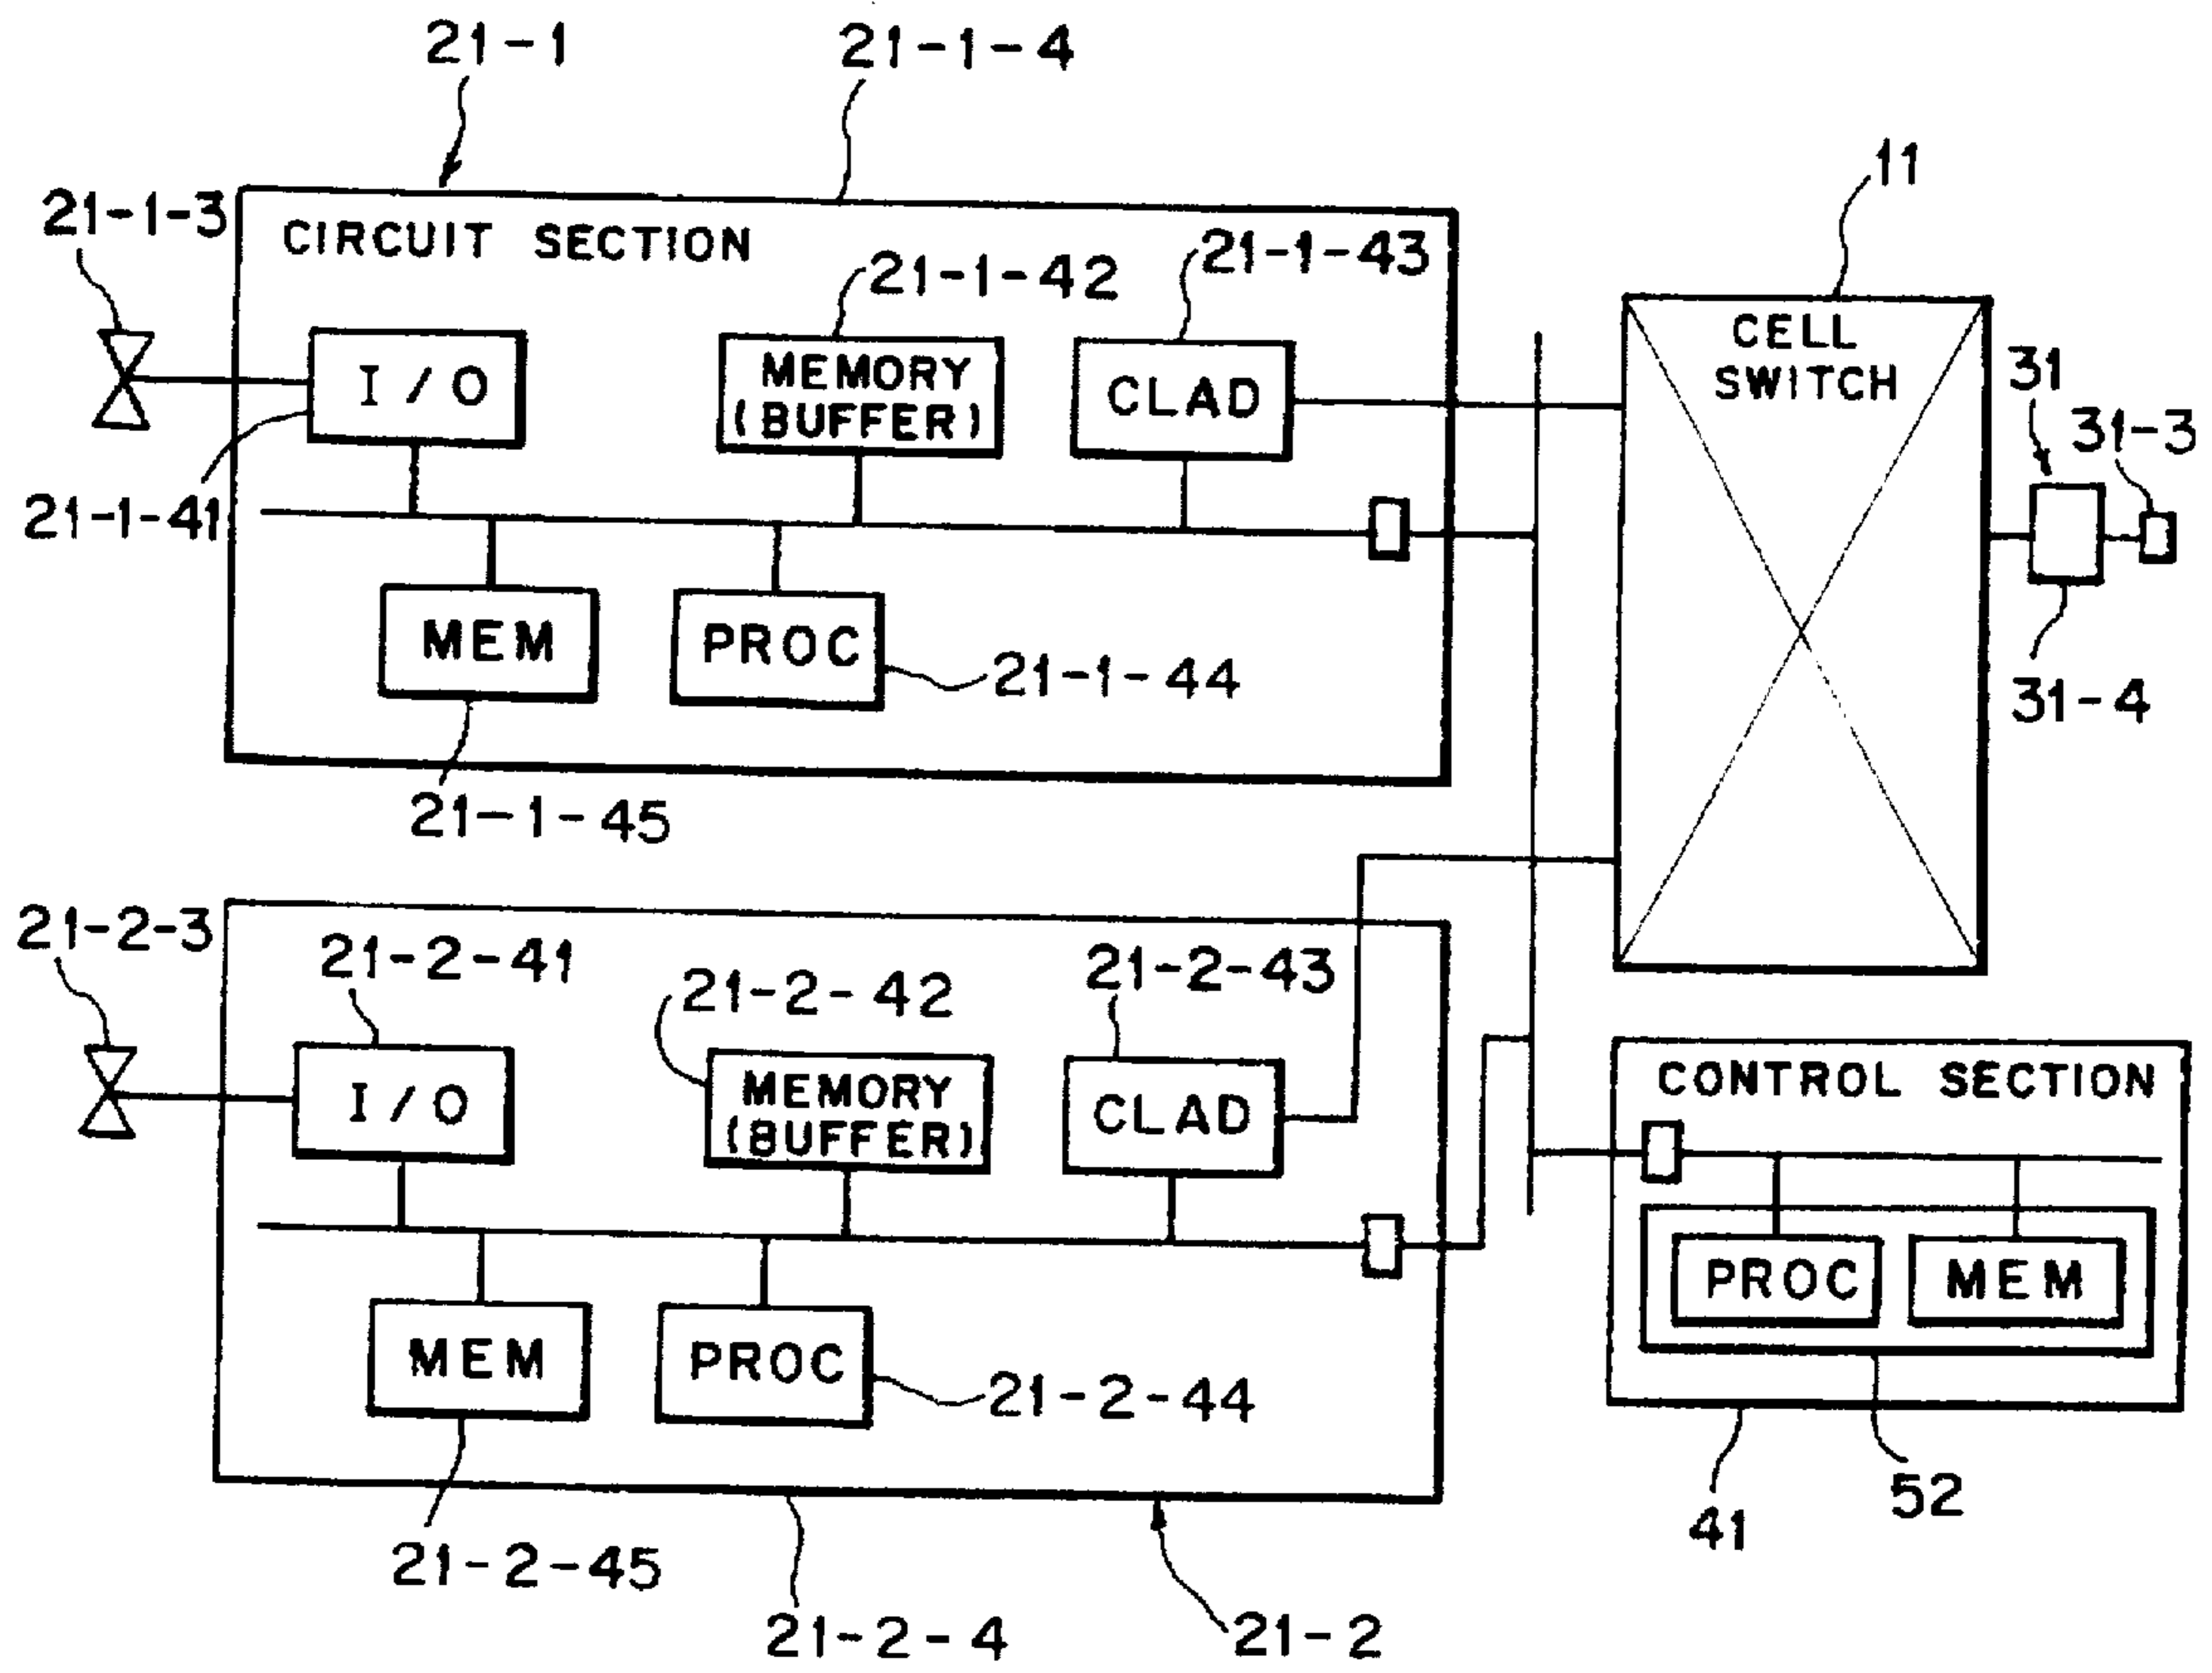 21-1
21-1-4
11
21-1-3
CIRCUIT SECTION
21-1-42
21-1-43
I/O
MEMORY
(BUFFER)
CLAD
CELL
SWITCH
31
31-3
21-1-41
MEM
PROC
21-1-44
31-4
21-1-45
21-2-3
21-2-41
21-2-42
21-2-43
I/O
MEMORY
(BUFFER)
CLAD
CONTROL SECTION
PROC
MEM
MEM
PROC
21-2-44
52
41
21-2-45
21-2-4
21-2